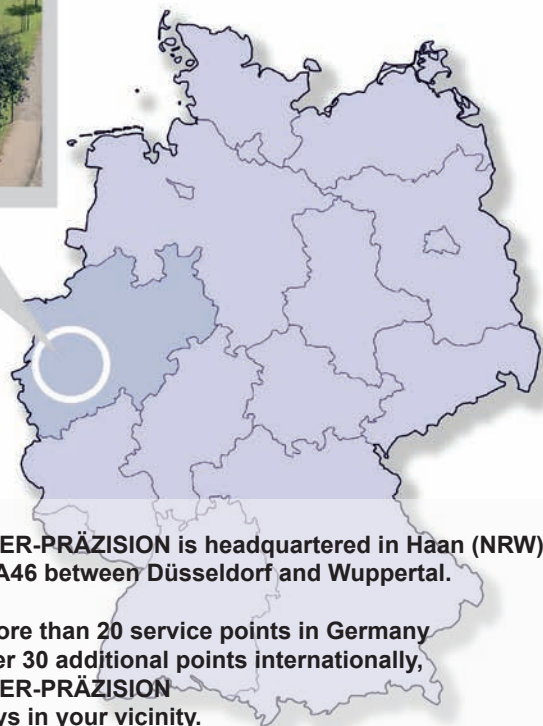 ER-PRÄZISION is headquartered in Haan (NRW)
A46 between Düsseldorf and Wuppertal.
ore than 20 service points in Germany
er 30 additional points internationally,
ER-PRÄZISION
ys in your vicinity.